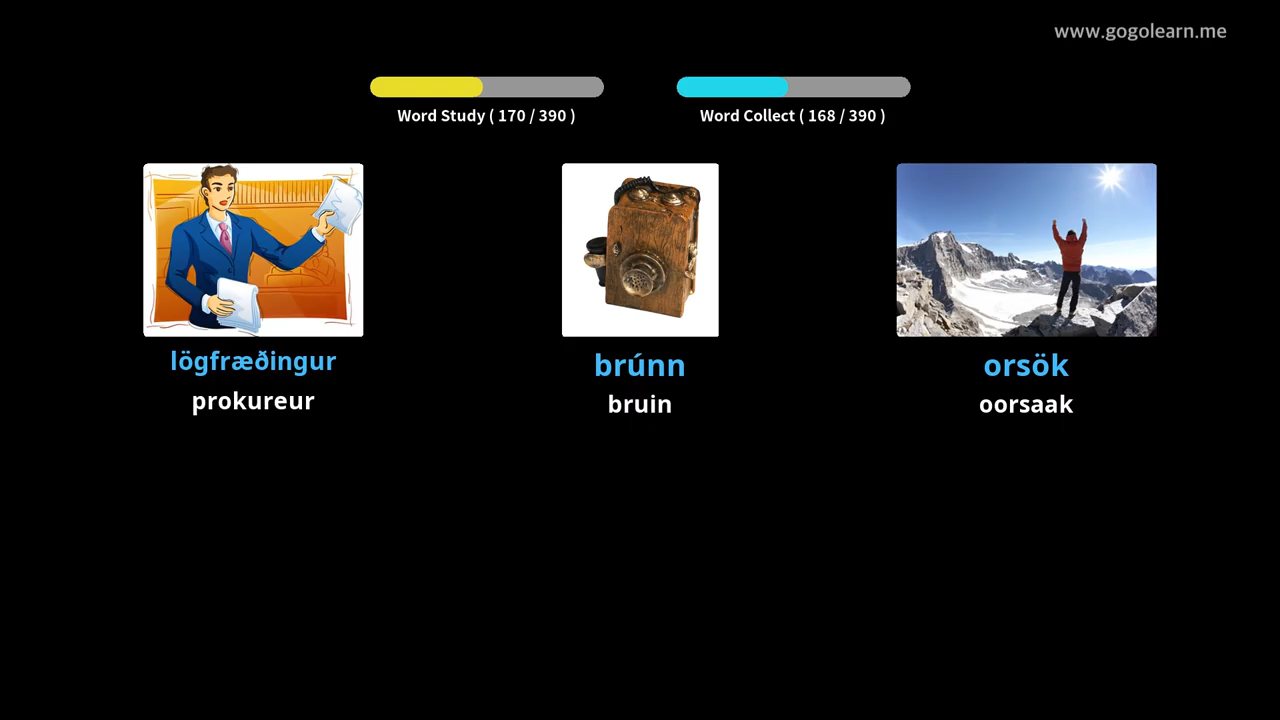 www.gogolearn.me
Word Study ( 170 / 390 )
Word Collect ( 168 / 390 )
lögfræðingur
prokureur
brúnn
bruin
orsök
oorsaak